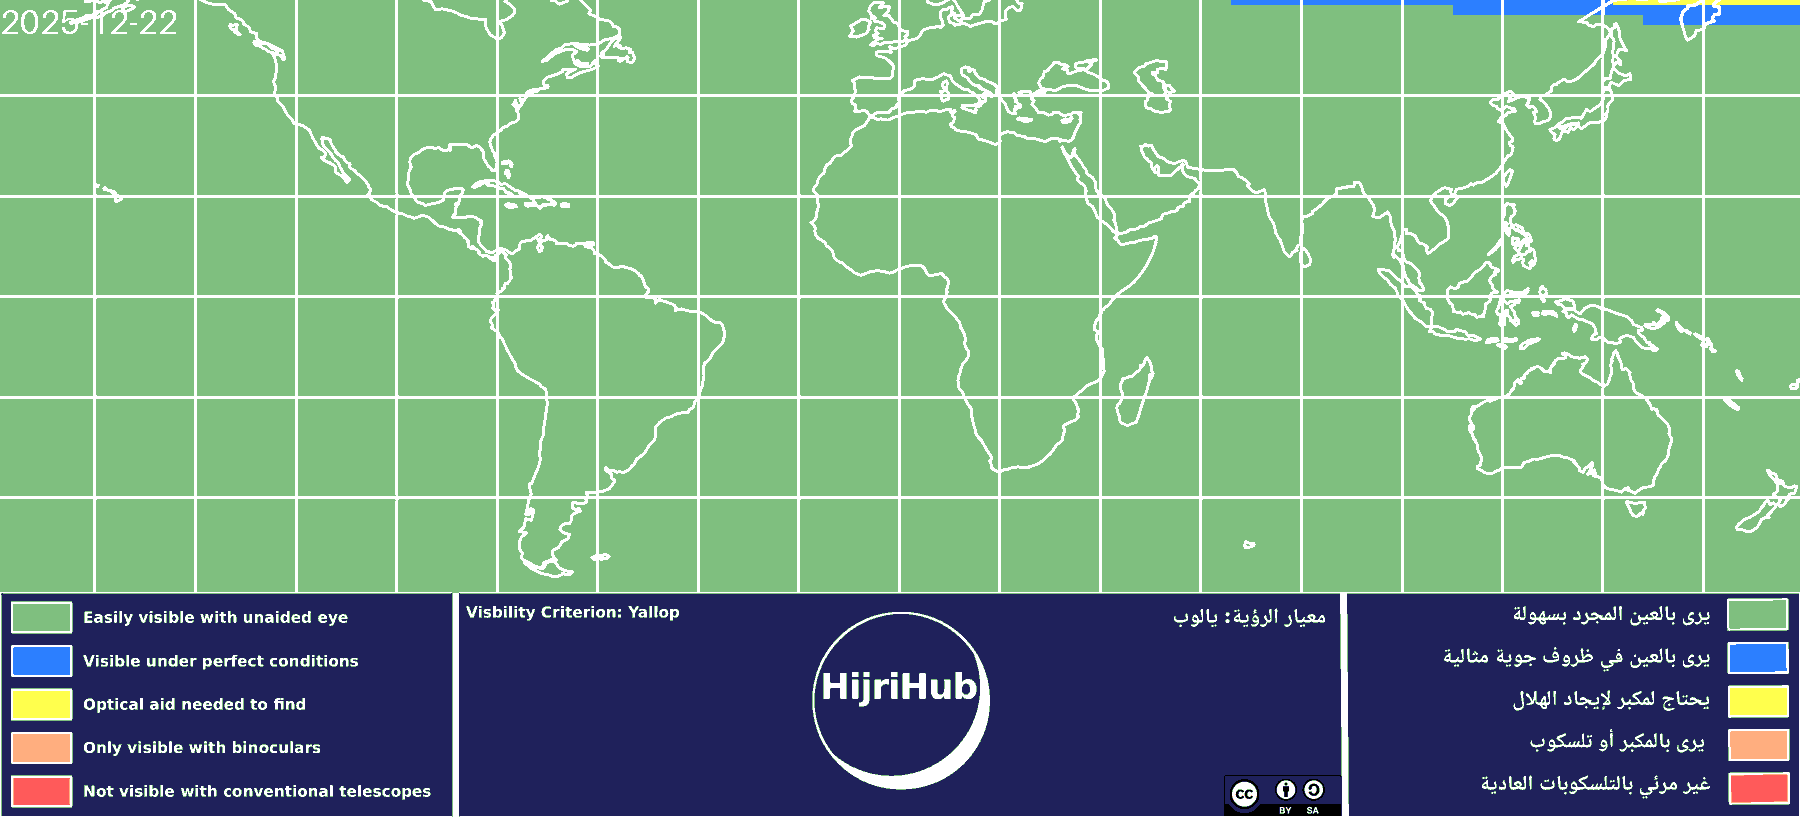 2025-12-22
Easily visible with unaided eye
Visible under perfect conditions
Optical aid needed to find
Only visible with binoculars
Not visible with conventional telescopes
Visbility Criterion: Yallop
معيار الرؤية: يالوب
HijriHub
cc
BY SA
يرى بالعين المجرد بسهولة
يرى بالعين في ظروف جوية مثالية
يحتاج لمكبر لإيجاد الهلال
يرى بالمكبر أو تلسكوب
غير مرئي بالتلسكوبات العادية